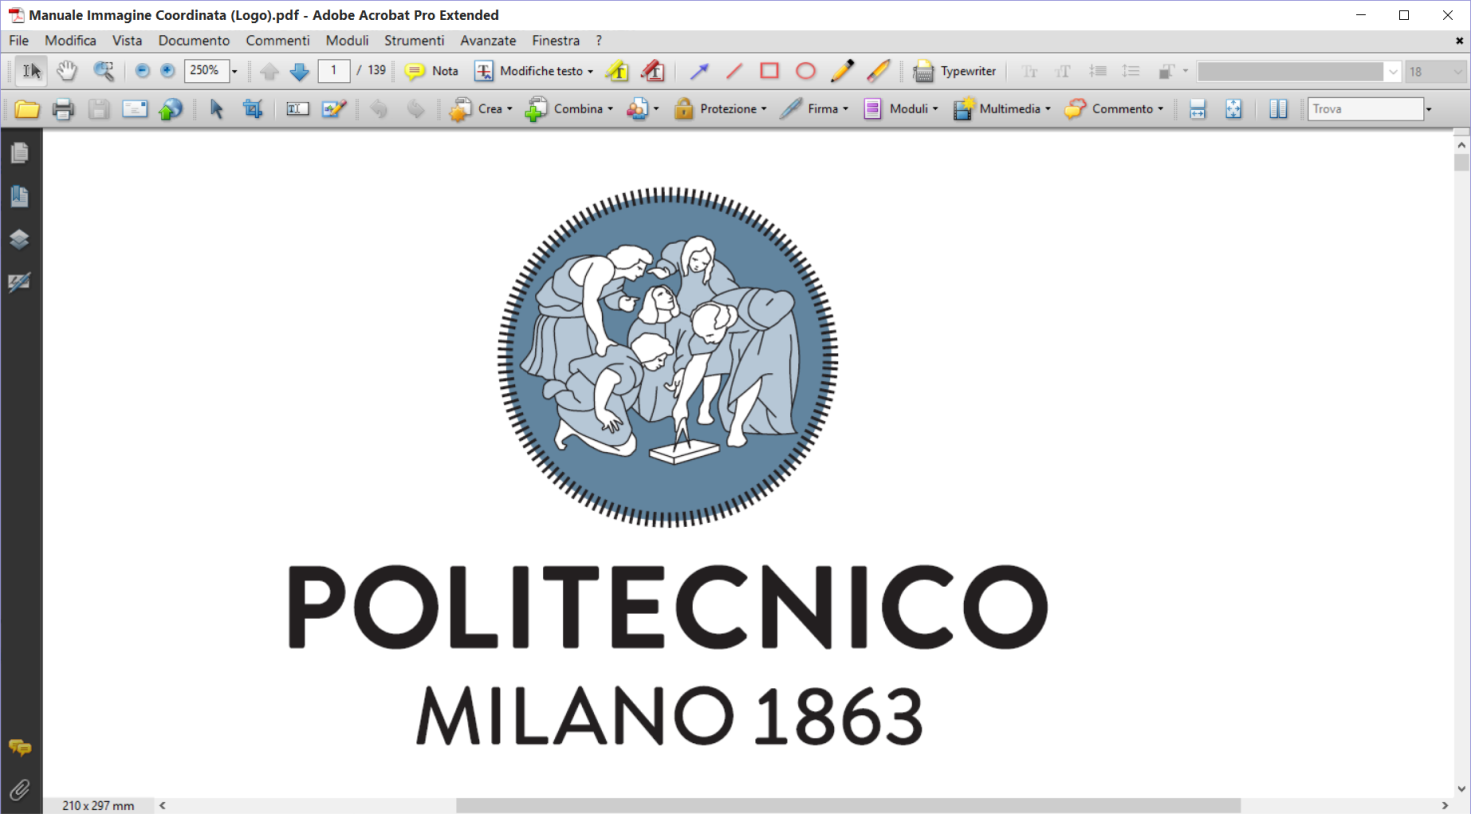 Manuale Immagine Coordinata (Logo).pdf - Adobe Acrobat Pro Extended
File Modifica Vista Documento Commenti Moduli Strumenti Avanzate Finestra ?
250% 1 / 139 Nota Modifiche testo Typewriter 18
Crea Combina Protezione Firma Moduli Multimedia Commento Trova
POLITECNICO
MILANO 1863
210 x 297 mm